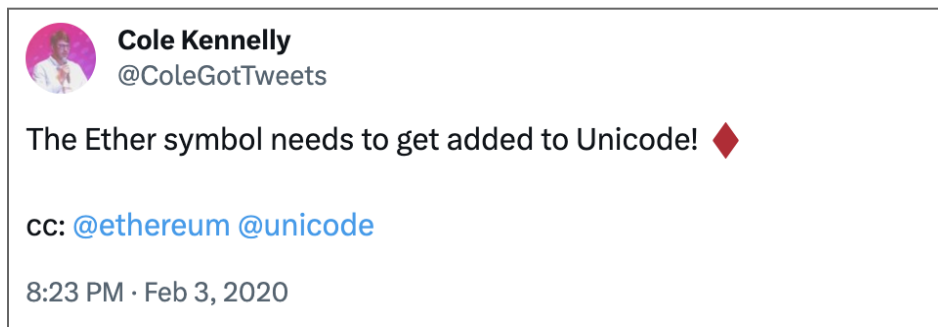 Cole Kennelly
@ColeGotTweets
The Ether symbol needs to get added to Unicode! ♦️
cc: @ethereum @unicode
8:23 PM · Feb 3, 2020